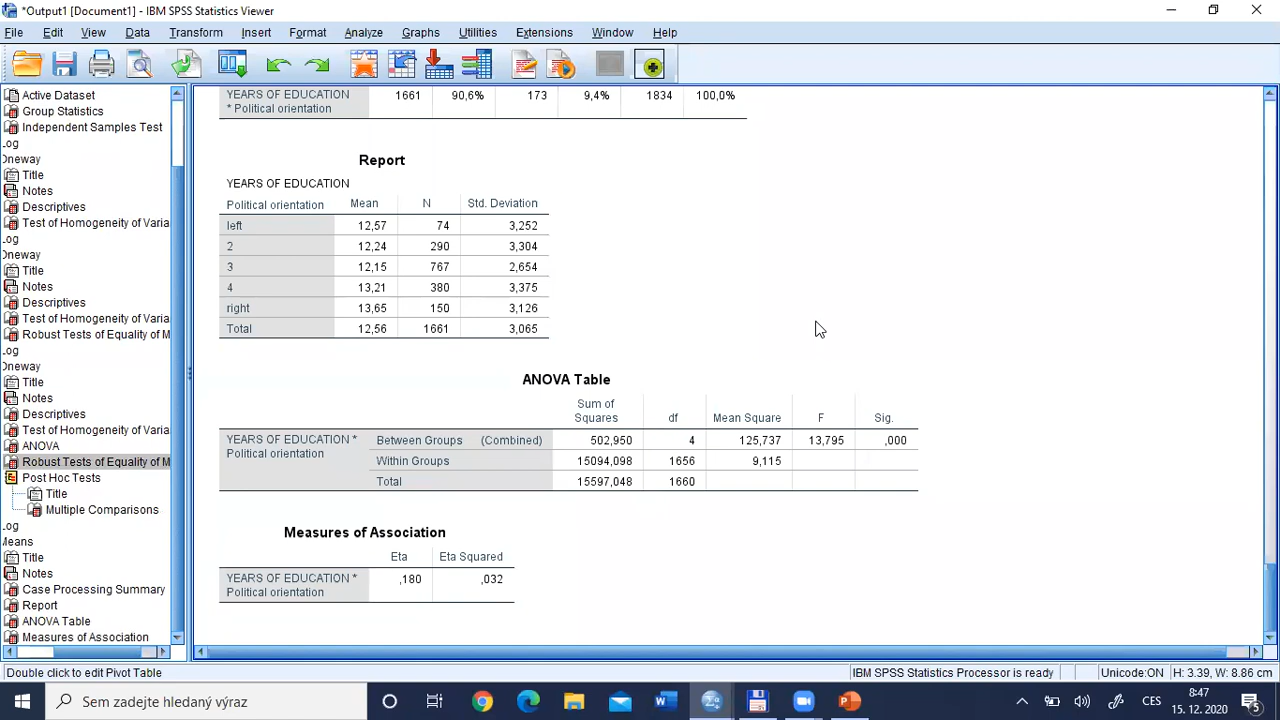 *Output1 [Document1] - IBM SPSS Statistics Viewer
File Edit View Data Transform Insert Format Analyze Graphs Utilities Extensions Window Help
Active Dataset
Group Statistics
Independent Samples Test
Log
Oneway
Title
Notes
Descriptives
Test of Homogeneity of Varia
Log
Oneway
Title
Notes
Descriptives
Test of Homogeneity of Varia
Robust Tests of Equality of M
Log
Oneway
Title
Notes
Descriptives
Test of Homogeneity of Varia
ANOVA
Robust Tests of Equality of M
Post Hoc Tests
Title
Multiple Comparisons
Log
Means
Title
Notes
Case Processing Summary
Report
ANOVA Table
Measures of Association
YEARS OF EDUCATION 1661 90,6% 173 9,4% 1834 100,0%
* Political orientation
Report
YEARS OF EDUCATION
Political orientation Mean N Std. Deviation
left 12,57 74 3,252
2 12,24 290 3,304
3 12,15 767 2,654
4 13,21 380 3,375
right 13,65 150 3,126
Total 12,56 1661 3,065
ANOVA Table
Sum of
Squares df Mean Square F Sig.
YEARS OF EDUCATION * Between Groups (Combined) 502,950 4 125,737 13,795 ,000
Political orientation Within Groups 15094,098 1656 9,115
Total 15597,048 1660
Measures of Association
Eta Eta Squared
YEARS OF EDUCATION * ,180 ,032
Political orientation
Double click to edit Pivot Table IBM SPSS Statistics Processor is ready Unicode:ON H: 3.39, W: 8.86 cm
Sem zadejte hledaný výraz CES 8:47
15. 12. 2020 5